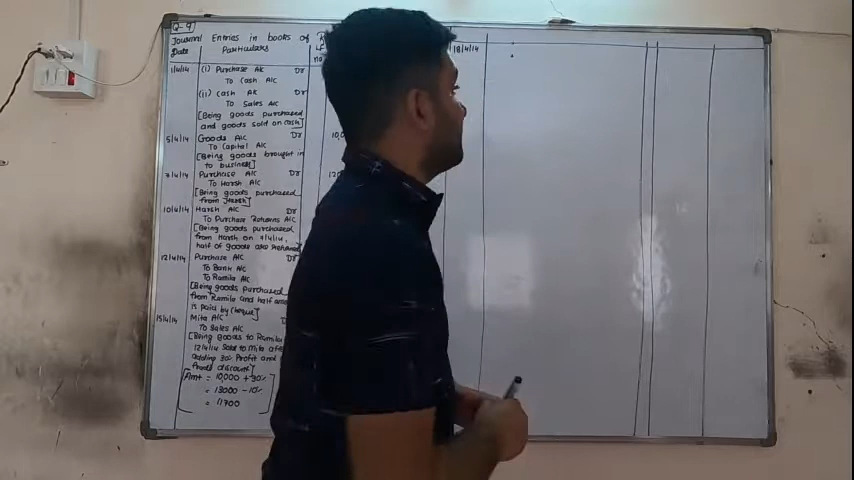 Q-9
Journal Entries in books of
Date Particulars
1/4/14 (i) Purchase A/c Dr
To Cash A/c
(ii) Cash A/c Dr
To Sales A/c
[Being goods purchased
and goods sold on cash]
5/4/14 Goods A/c Dr
To Capital A/c
[Being goods brought in
to business]
7/4/14 Purchase A/c Dr
To Harsh A/c
[Being goods purchased
from Harsh]
10/4/14 Harsh A/c Dr
To Purchase Returns A/c
[Being goods purchased
from Harsh on 7/4/14,
half of goods are Returned]
12/4/14 Purchase A/c Dr
To Bank A/c
To Ramila A/c
[Being goods purchased
from Ramila and half
is paid by cheque]
15/4/14 Mita A/c
To Sales A/c
[Being goods to Ramila
12/4/14 Sold to Mita
adding 30% Profit and
discount]
[Amt = 10,000 + 30%
= 13000 - 10%
= 11700]
18/4/14